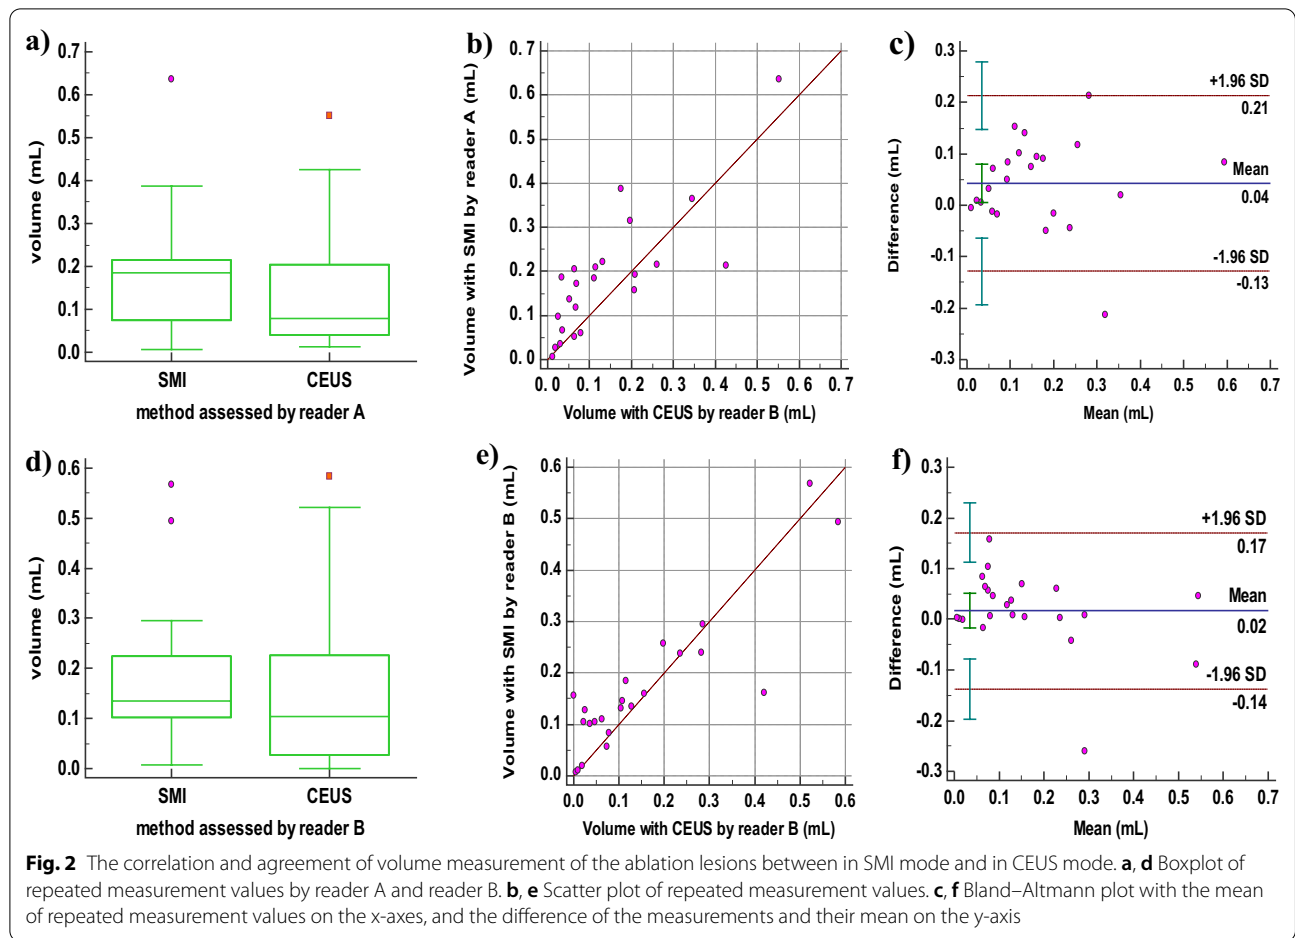 a)
volume (mL)
0.7
0.6
0.5
0.4
0.3
0.2
0.1
0.0
SMI CEUS
method assessed by reader A
b)
Volume with SMI by reader A (mL)
0.7
0.6
0.5
0.4
0.3
0.2
0.1
0.0
0.0 0.1 0.2 0.3 0.4 0.5 0.6 0.7
Volume with CEUS by reader B (mL)
c)
Difference (mL)
0.3
0.2
0.1
0.0
-0.1
-0.2
-0.3
+1.96 SD
0.21
Mean
0.04
-1.96 SD
-0.13
0.0 0.1 0.2 0.3 0.4 0.5 0.6 0.7
Mean (mL)
d)
volume (mL)
0.6
0.5
0.4
0.3
0.2
0.1
0.0
SMI CEUS
method assessed by reader B
e)
Volume with SMI by reader B (mL)
0.6
0.5
0.4
0.3
0.2
0.1
0.0
0.0 0.1 0.2 0.3 0.4 0.5 0.6
Volume with CEUS by reader B (mL)
f)
Difference (mL)
0.3
0.2
0.1
0.0
-0.1
-0.2
-0.3
+1.96 SD
0.17
Mean
0.02
-1.96 SD
-0.14
0.0 0.1 0.2 0.3 0.4 0.5 0.6 0.7
Mean (mL)
Fig. 2 The correlation and agreement of volume measurement of the ablation lesions between in SMI mode and in CEUS mode. a, d Boxplot of
repeated measurement values by reader A and reader B. b, e Scatter plot of repeated measurement values. c, f Bland–Altmann plot with the mean
of repeated measurement values on the x-axes, and the difference of the measurements and their mean on the y-axis